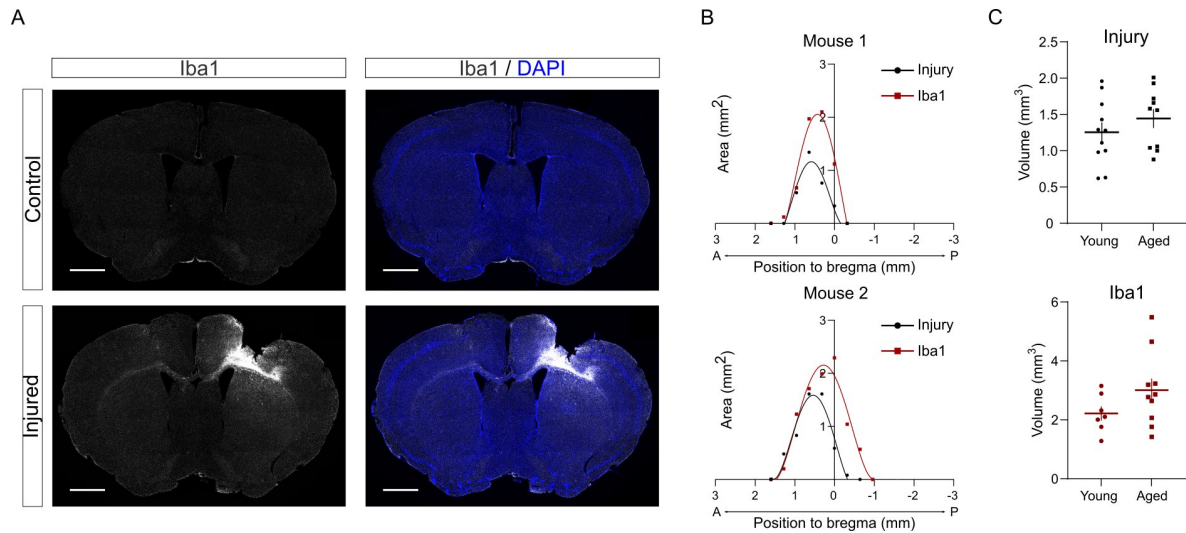 A
Iba1
Iba1 / DAPI
Control
Injured
B
Mouse 1
3
2
1
Area (mm2)
Injury
Iba1
3 2 1 0 -1 -2 -3
A P
Position to bregma (mm)
Mouse 2
3
2
1
Area (mm2)
Injury
Iba1
3 2 1 0 -1 -2 -3
A P
Position to bregma (mm)
C
Injury
2.5
2.0
1.5
1.0
0.5
0
Volume (mm3)
Young Aged
Iba1
6
4
2
0
Volume (mm3)
Young Aged